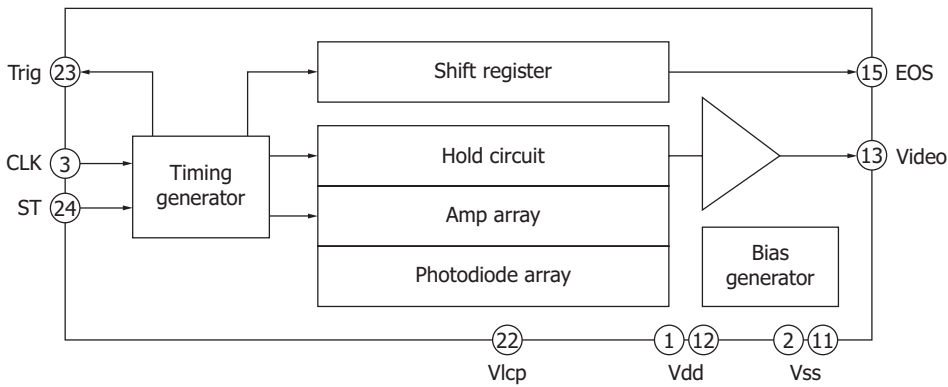 Trig 23
Shift register
15 EOS
CLK 3
Timing
generator
Hold circuit
13 Video
ST 24
Amp array
Photodiode array
Bias
generator
22
1 12
2 11
Vlcp
Vdd
Vss